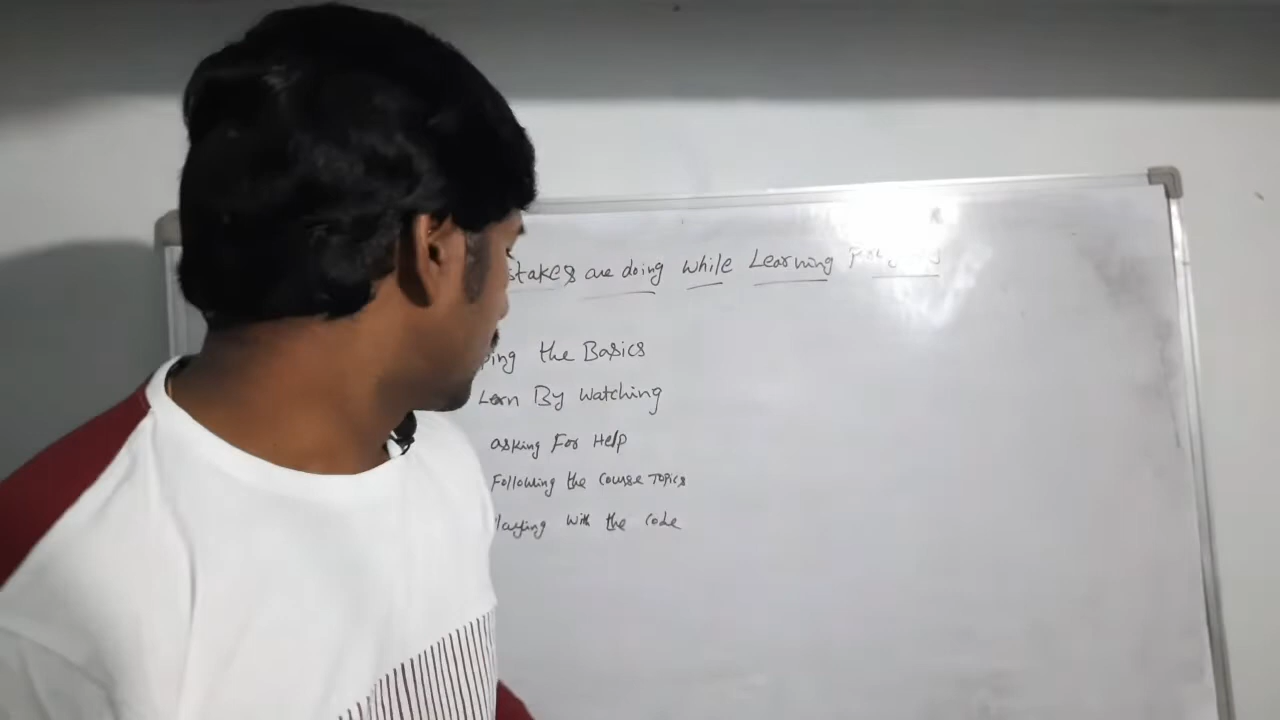 stakes are doing while Learning
ping the Basics
Learn By Watching
asking For Help
Following the Course Topics
laying with the code